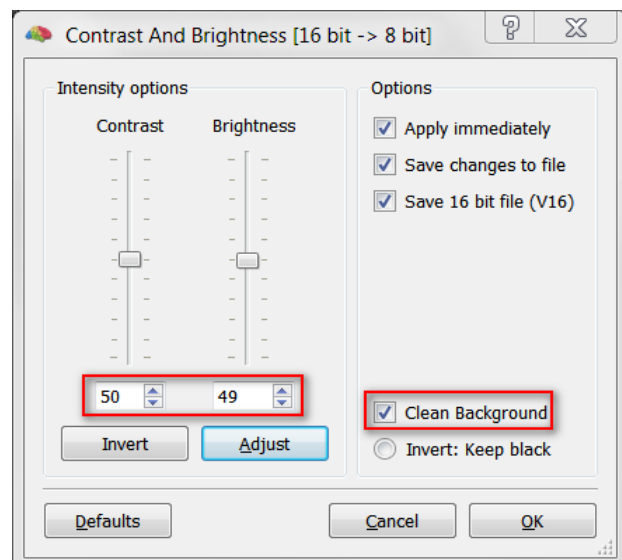 Contrast And Brightness [16 bit -> 8 bit]
Intensity options
Contrast Brightness
50 49
Invert Adjust
Options
Apply immediately
Save changes to file
Save 16 bit file (V16)
Clean Background
Invert: Keep black
Defaults Cancel OK